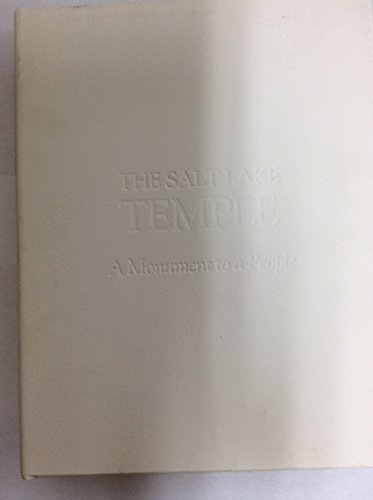 THE SALT LAKE
TEMPLE
A Monument to a People